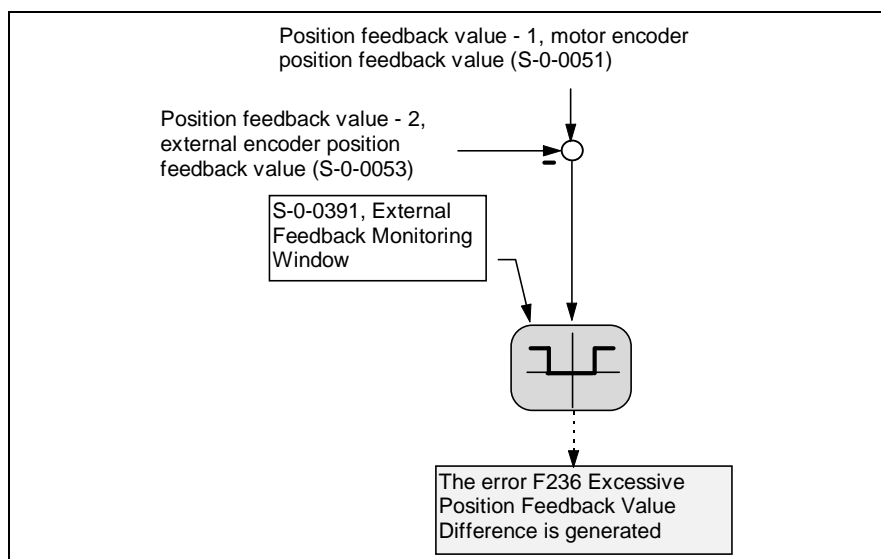 Position feedback value - 1, motor encoder
position feedback value (S-0-0051)
Position feedback value - 2,
external encoder position
feedback value (S-0-0053)
S-0-0391, External
Feedback Monitoring
Window
The error F236 Excessive
Position Feedback Value
Difference is generated